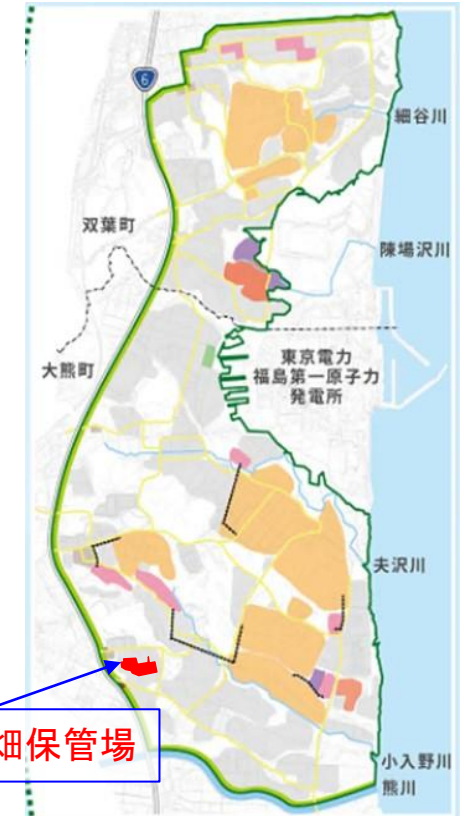 6
細谷川
双葉町
陳場沢川
大熊町
東京電力
福島第一原子力
発電所
夫沢川
畑保管場
小入野川
熊川